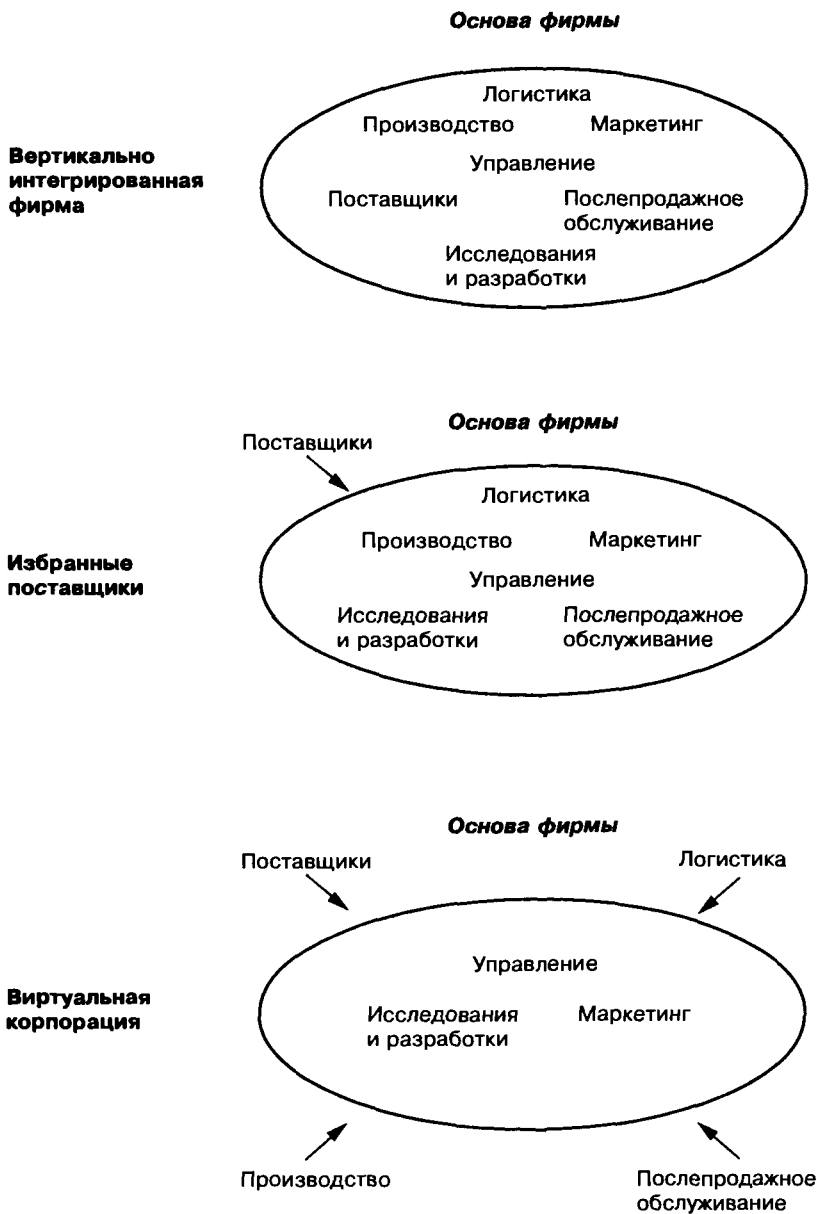 Основа фирмы
Логистика
Производство Маркетинг
Вертикально
интегрированная
фирма
Управление
Поставщики Послепродажное
обслуживание
Исследования
и разработки
Основа фирмы
Поставщики
Логистика
Производство Маркетинг
Избранные
поставщики
Управление
Исследования
и разработки
Послепродажное
обслуживание
Основа фирмы
Поставщики Логистика
Управление
Виртуальная
корпорация
Исследования
и разработки
Маркетинг
Производство
Послепродажное
обслуживание